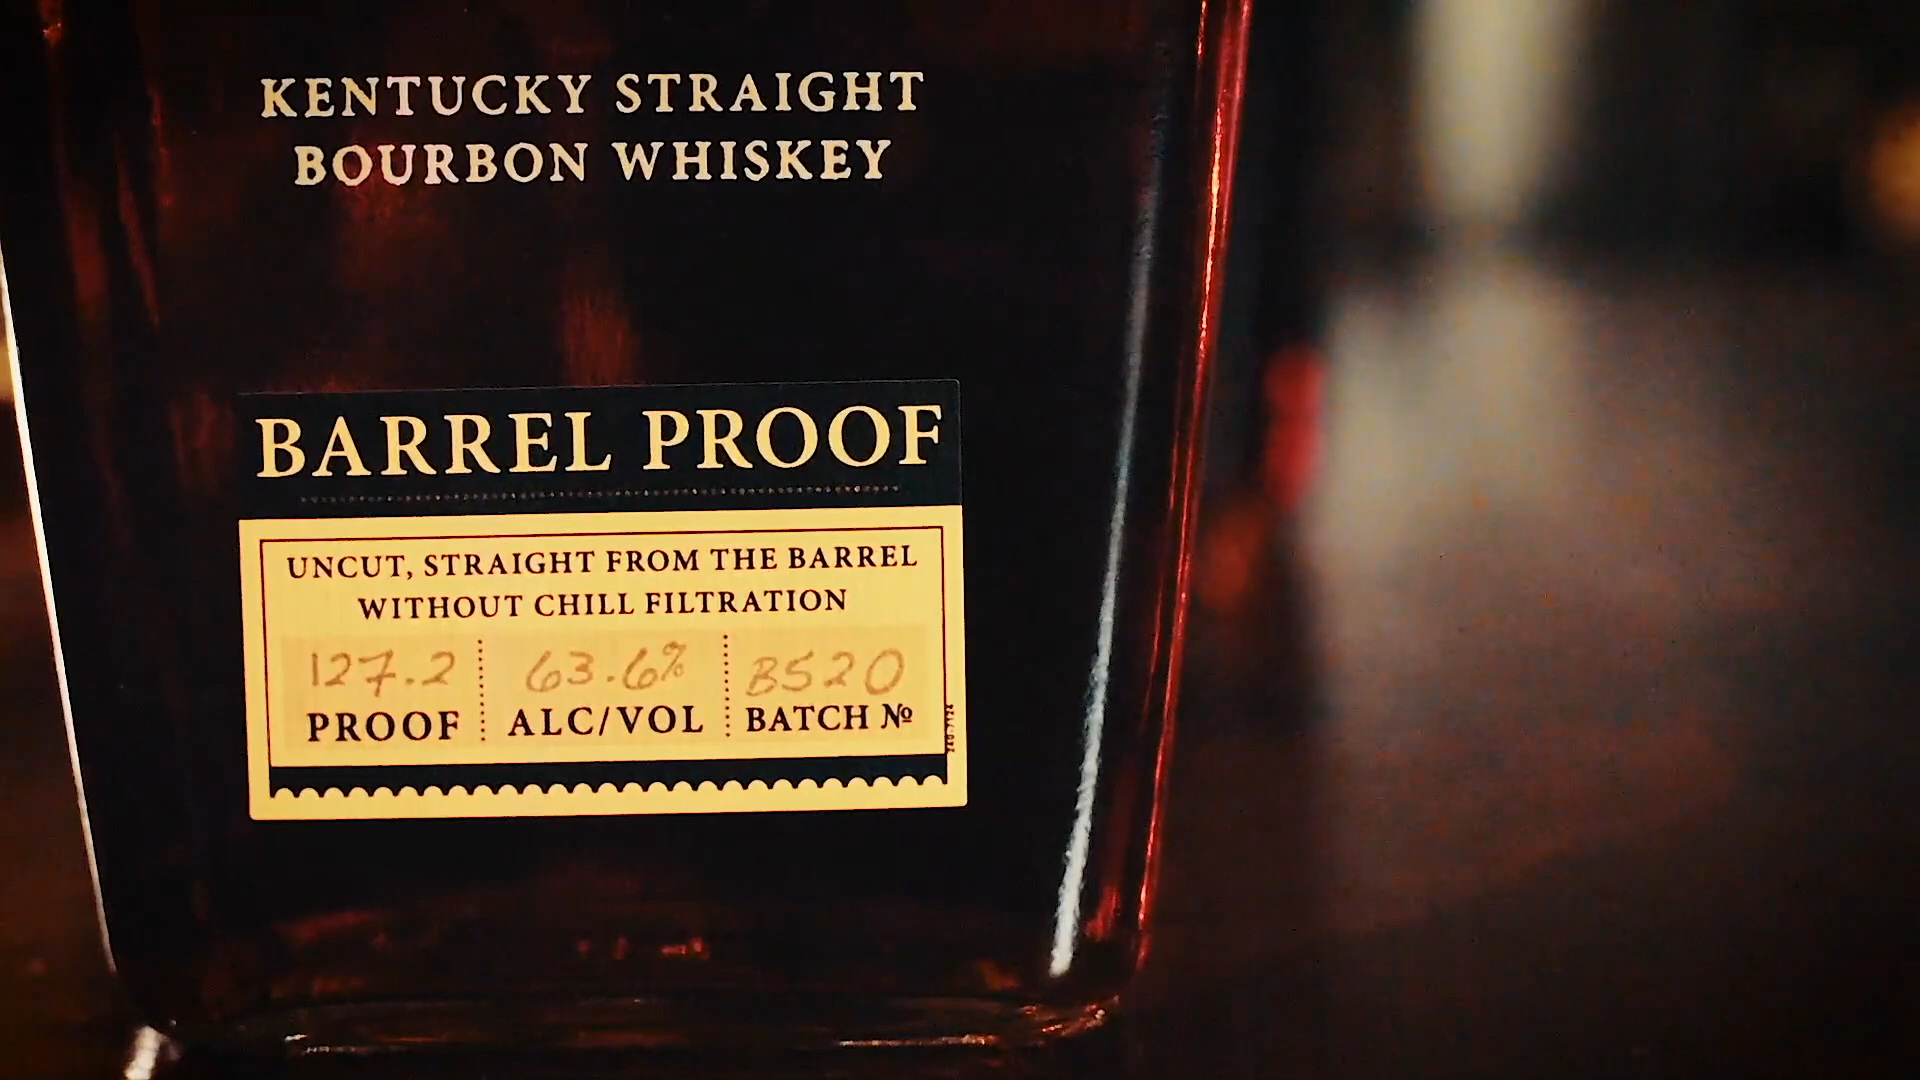 KENTUCKY STRAIGHT
BOURBON WHISKEY
BARREL PROOF
UNCUT, STRAIGHT FROM THE BARREL
WITHOUT CHILL FILTRATION
127.2 63.6% B520
PROOF ALC/VOL BATCH №